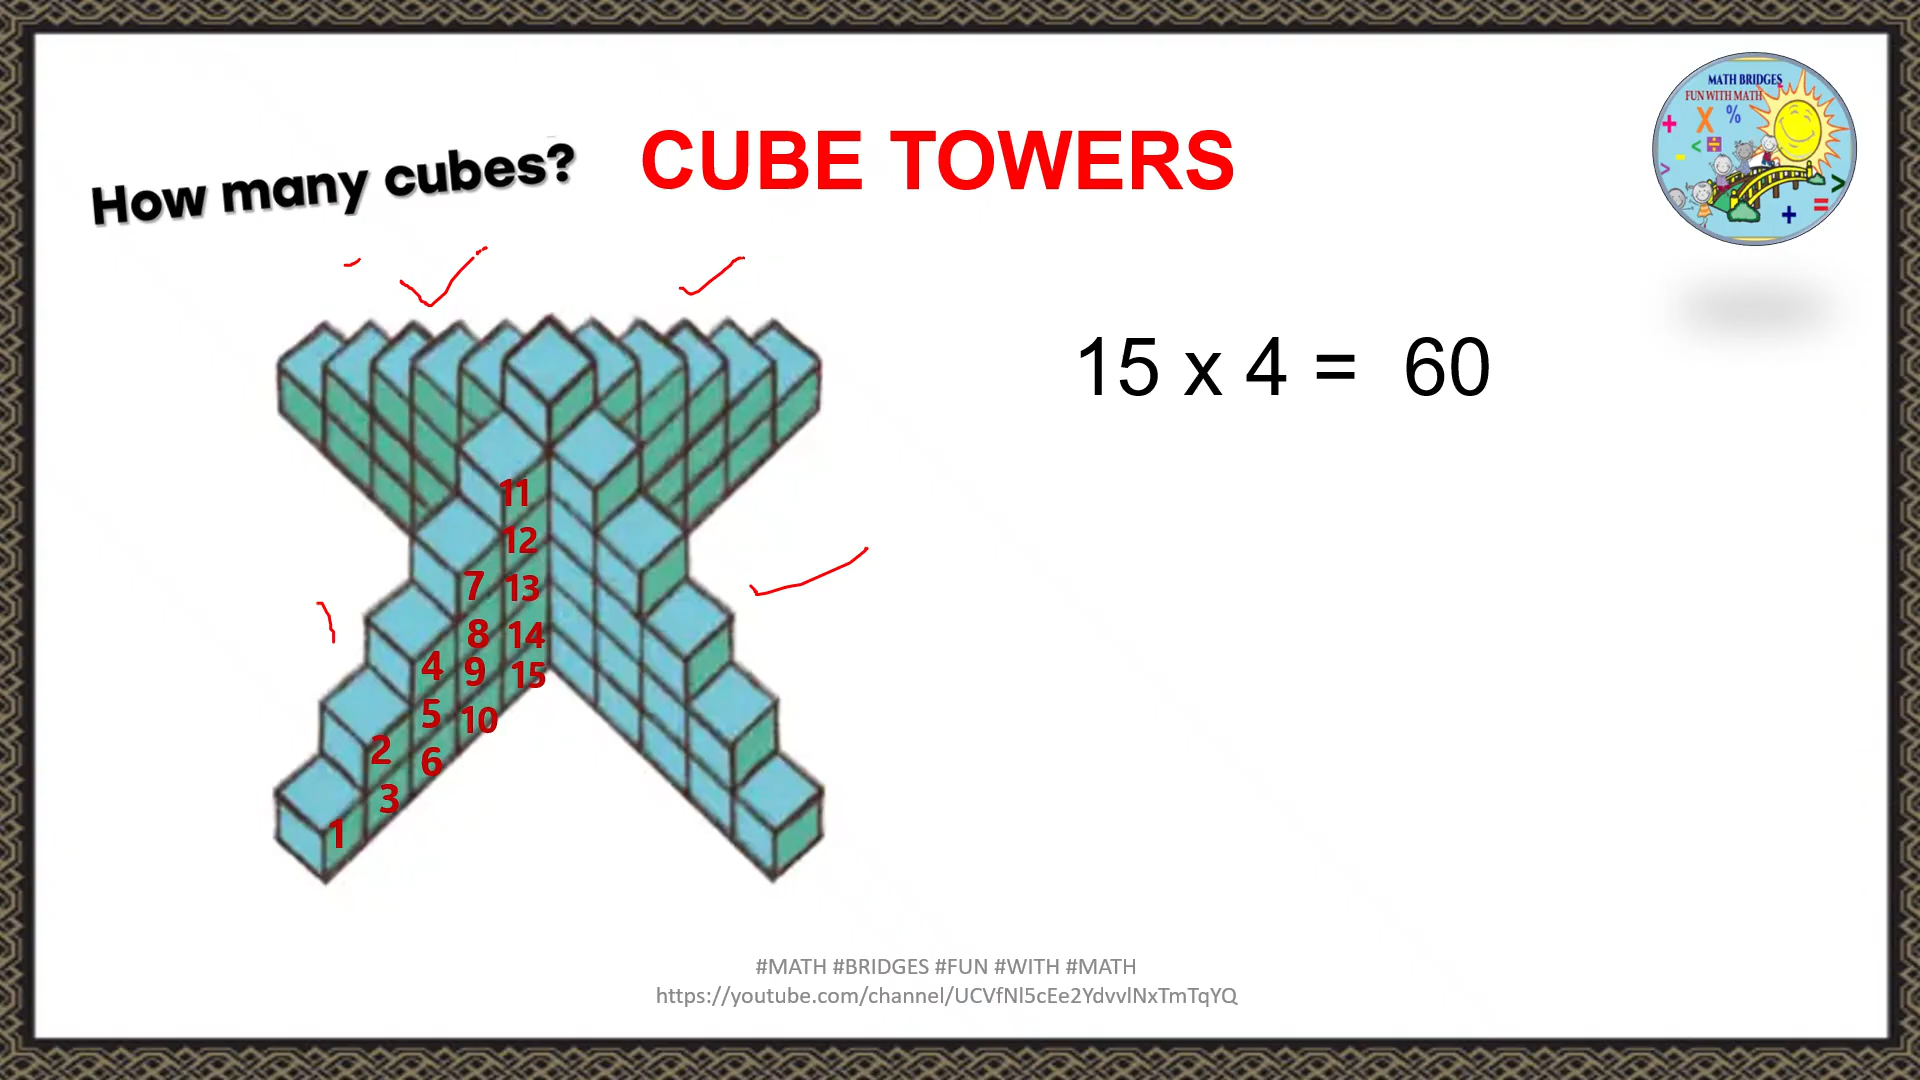 MATH BRIDGES
FUN WITH MATH
How many cubes?
CUBE TOWERS
15 x 4 = 60
11
12
7 13
8 14
4 9 15
5 10
2 6
3
1
#MATH #BRIDGES #FUN #WITH #MATH
https://youtube.com/channel/UCVfNl5cEe2YdvvlNxTmTqYQ